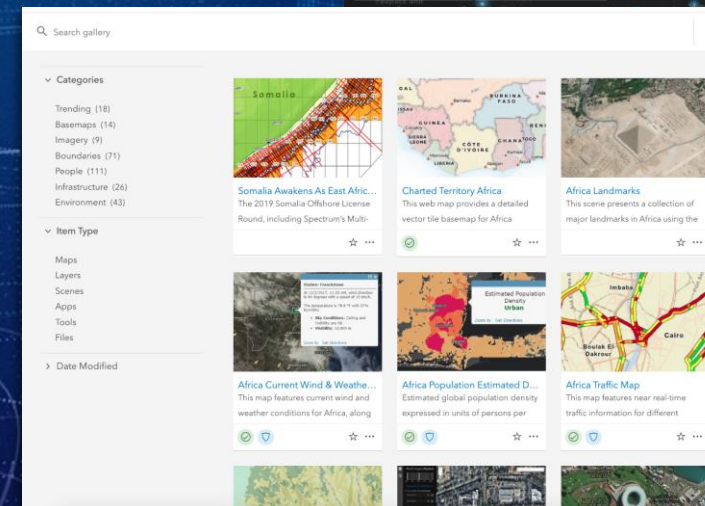 Search gallery
Categories
Trending (18)
Basemaps (14)
Imagery (9)
Boundaries (71)
People (111)
Infrastructure (26)
Environment (43)
Item Type
Maps
Layers
Scenes
Apps
Tools
Files
Date Modified
Somalia
Somalia Awakens As East Afric...
The 2019 Somalia Offshore License
Round, including Spectrum's Multi-
BURKINA
FASO
GUINEA
SIERRA
LEONE
CÔTE
D'IVOIRE
GHANA
TOGO
LIBERIA
Charted Territory Africa
This web map provides a detailed
vector tile basemap for Africa
Africa Landmarks
This scene presents a collection of
major landmarks in Africa using the
Africa Current Wind & Weathe...
This map features current wind and
weather conditions for Africa, along
Estimated Population
Density
Urban
Africa Population Estimated D...
Estimated global population density
expressed in units of persons per
Imbaba
Cairo
Boulak El
Dakrour
Africa Traffic Map
This map features near real-time
traffic information for different